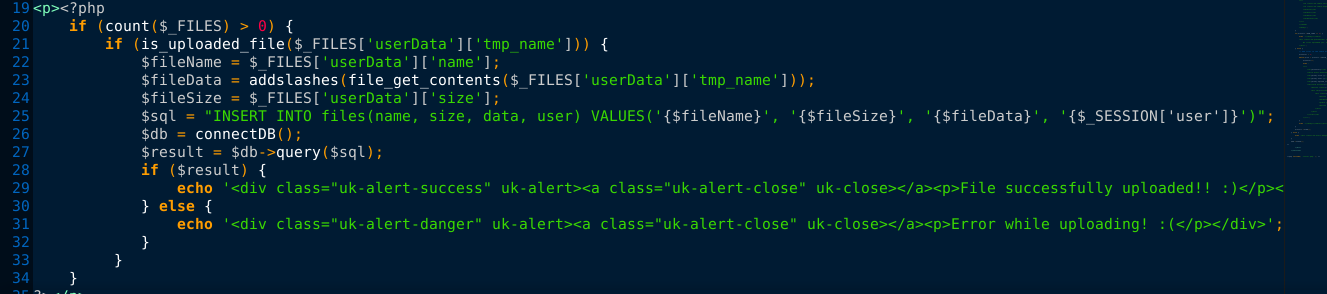 19 <p><?php
20     if (count($_FILES) > 0) {
21         if (is_uploaded_file($_FILES['userData']['tmp_name'])) {
22             $fileName = $_FILES['userData']['name'];
23             $fileData = addslashes(file_get_contents($_FILES['userData']['tmp_name']));
24             $fileSize = $_FILES['userData']['size'];
25             $sql = "INSERT INTO files(name, size, data, user) VALUES('{$fileName}', '{$fileSize}', '{$fileData}', '{$_SESSION['user']}')";
26             $db = connectDB();
27             $result = $db->query($sql);
28             if ($result) {
29                 echo '<div class="uk-alert-success" uk-alert><a class="uk-alert-close" uk-close></a><p>File successfully uploaded!! :)</p><
30             } else {
31                 echo '<div class="uk-alert-danger" uk-alert><a class="uk-alert-close" uk-close></a><p>Error while uploading! :(</p></div>';
32             }
33         }
34     }